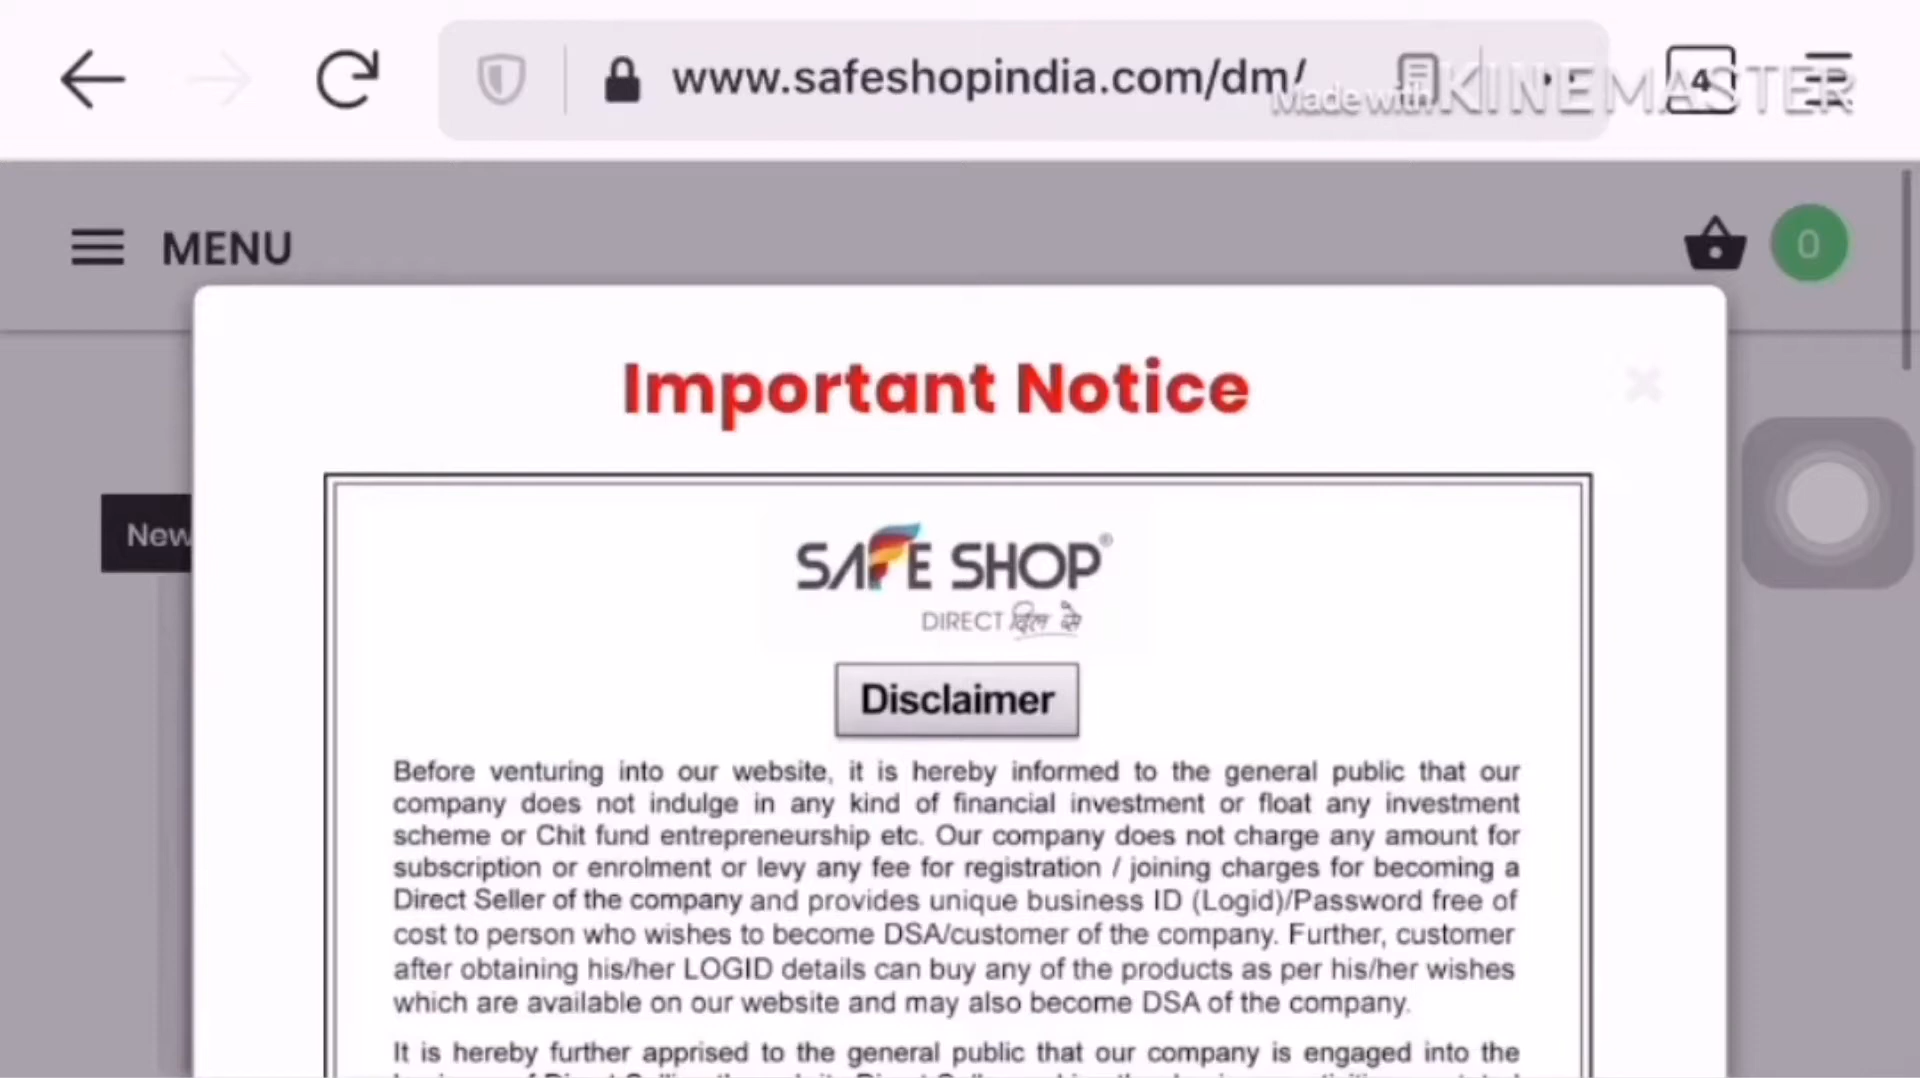 www.safeshopindia.com/dm/
Made with KINEMASTER
4
MENU
0
Important Notice
New
SAFE SHOP®
DIRECT दिल से
Disclaimer
Before venturing into our website, it is hereby informed to the general public that our
company does not indulge in any kind of financial investment or float any investment
scheme or Chit fund entrepreneurship etc. Our company does not charge any amount for
subscription or enrolment or levy any fee for registration / joining charges for becoming a
Direct Seller of the company and provides unique business ID (Logid)/Password free of
cost to person who wishes to become DSA/customer of the company. Further, customer
after obtaining his/her LOGID details can buy any of the products as per his/her wishes
which are available on our website and may also become DSA of the company.
It is hereby further apprised to the general public that our company is engaged into the